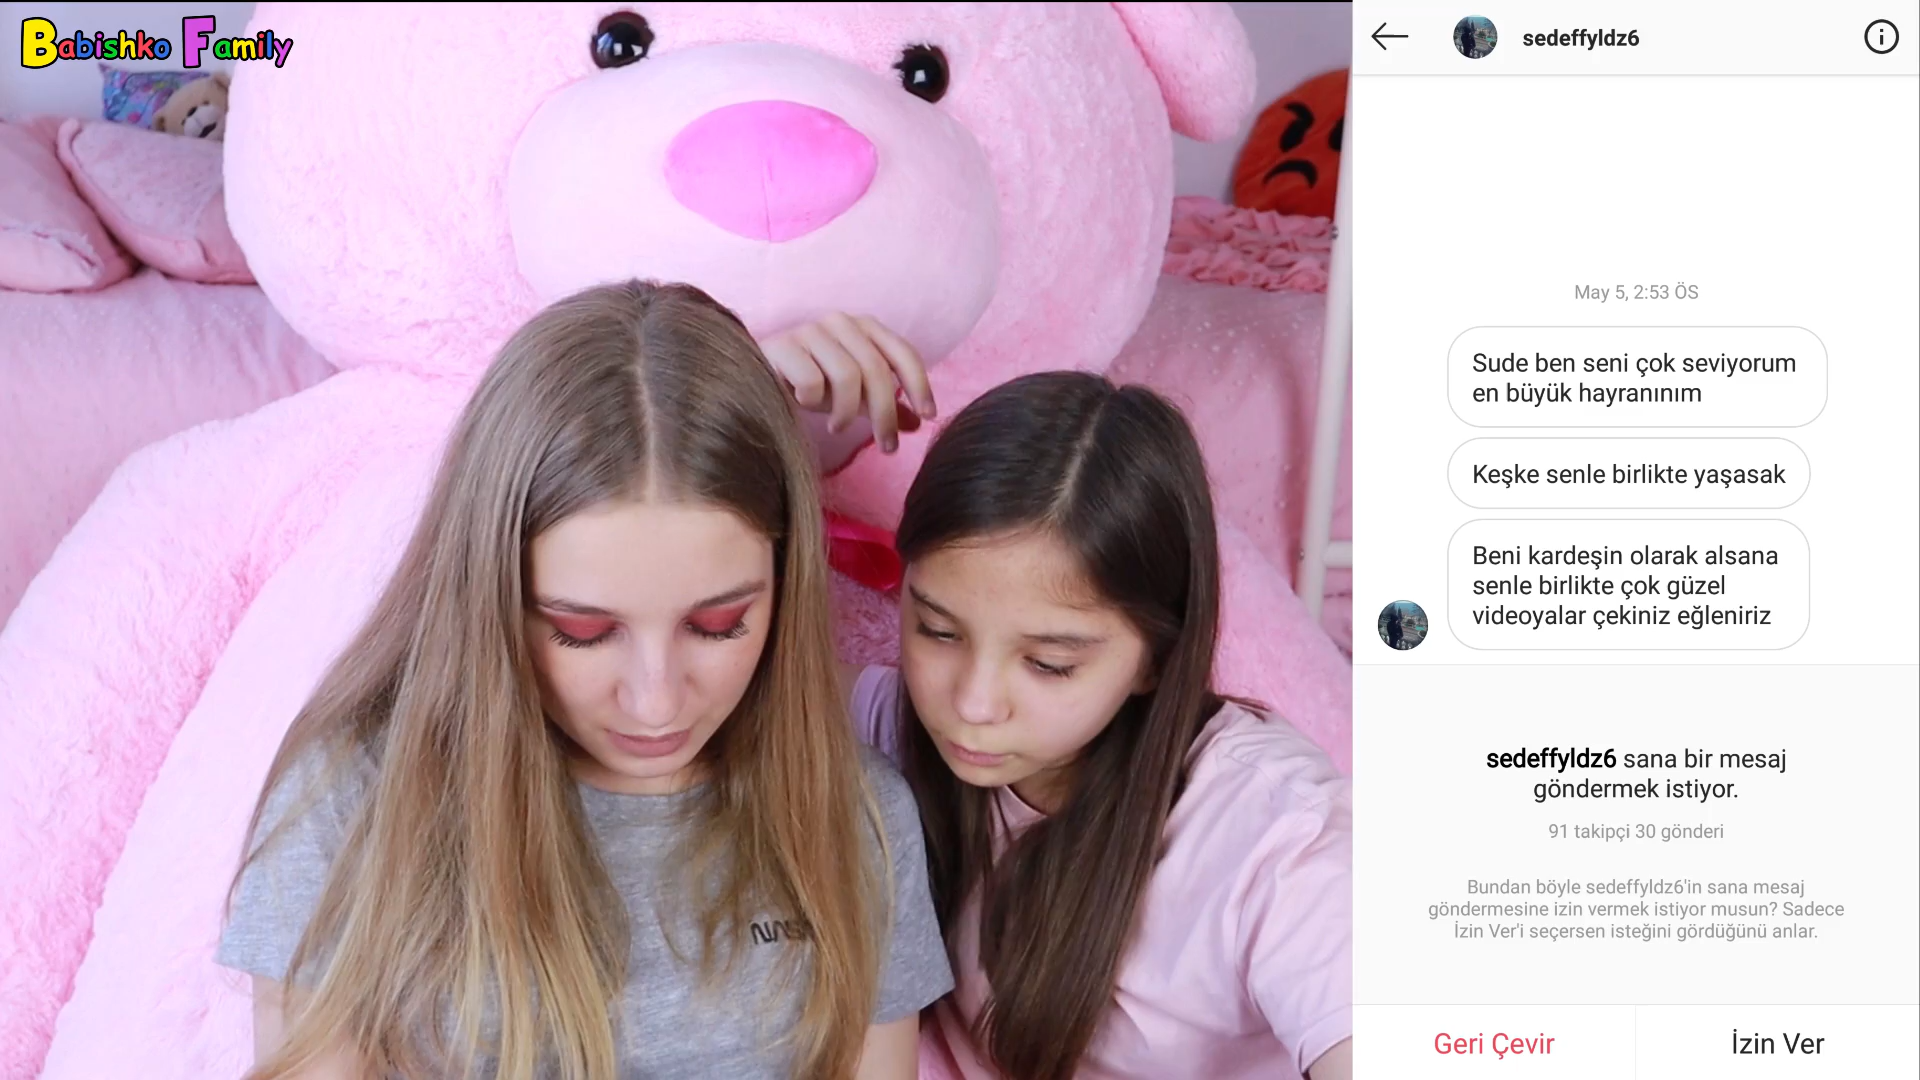 Babishko Family
sedeffyldz6
May 5, 2:53 ÖS
Sude ben seni çok seviyorum
en büyük hayranınım
Keşke senle birlikte yaşasak
Beni kardeşin olarak alsana
senle birlikte çok güzel
videoyalar çekiniz eğleniriz
sedeffyldz6 sana bir mesaj
göndermek istiyor.
91 takipçi 30 gönderi
Bundan böyle sedeffyldz6'in sana mesaj
göndermesine izin vermek istiyor musun? Sadece
İzin Ver'i seçersen isteğini gördüğünü anlar.
Geri Çevir
İzin Ver
NASA